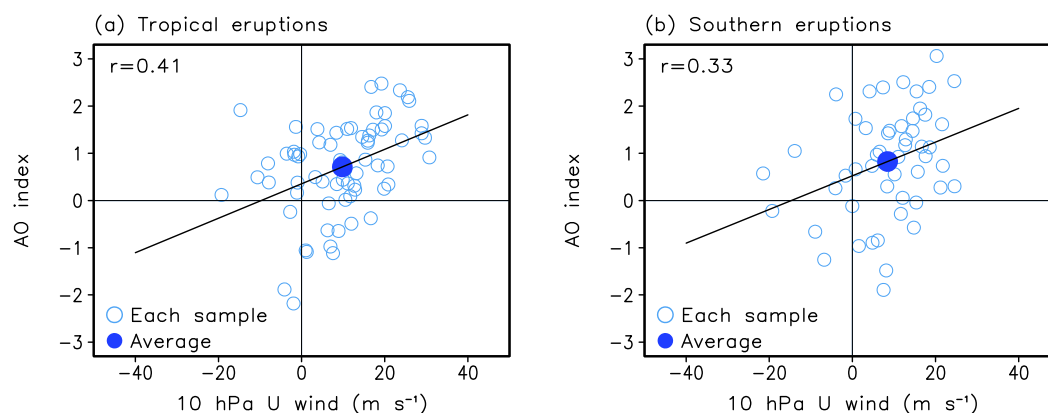 (a) Tropical eruptions
r=0.41
AO index
3
2
1
0
−1
−2
−3
Each sample
Average
−40 −20 0 20 40
10 hPa U wind (m s⁻¹)
(b) Southern eruptions
r=0.33
AO index
3
2
1
0
−1
−2
−3
Each sample
Average
−40 −20 0 20 40
10 hPa U wind (m s⁻¹)